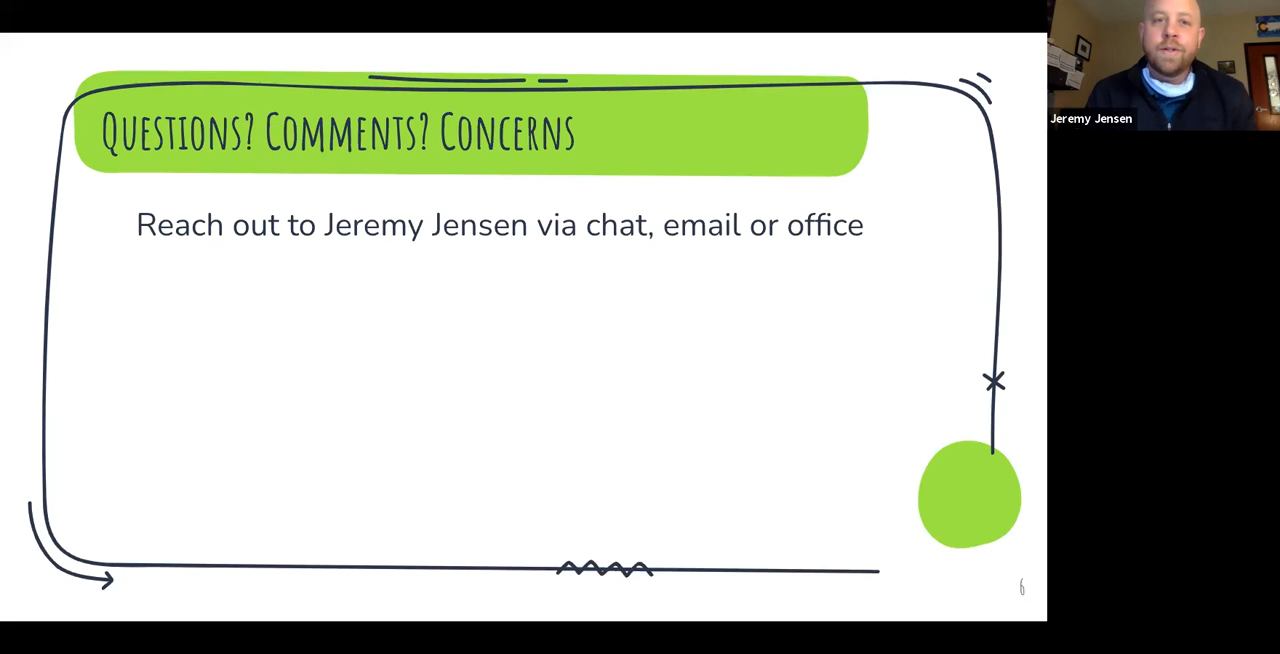 Questions? Comments? Concerns
Reach out to Jeremy Jensen via chat, email or office
6
Jeremy Jensen